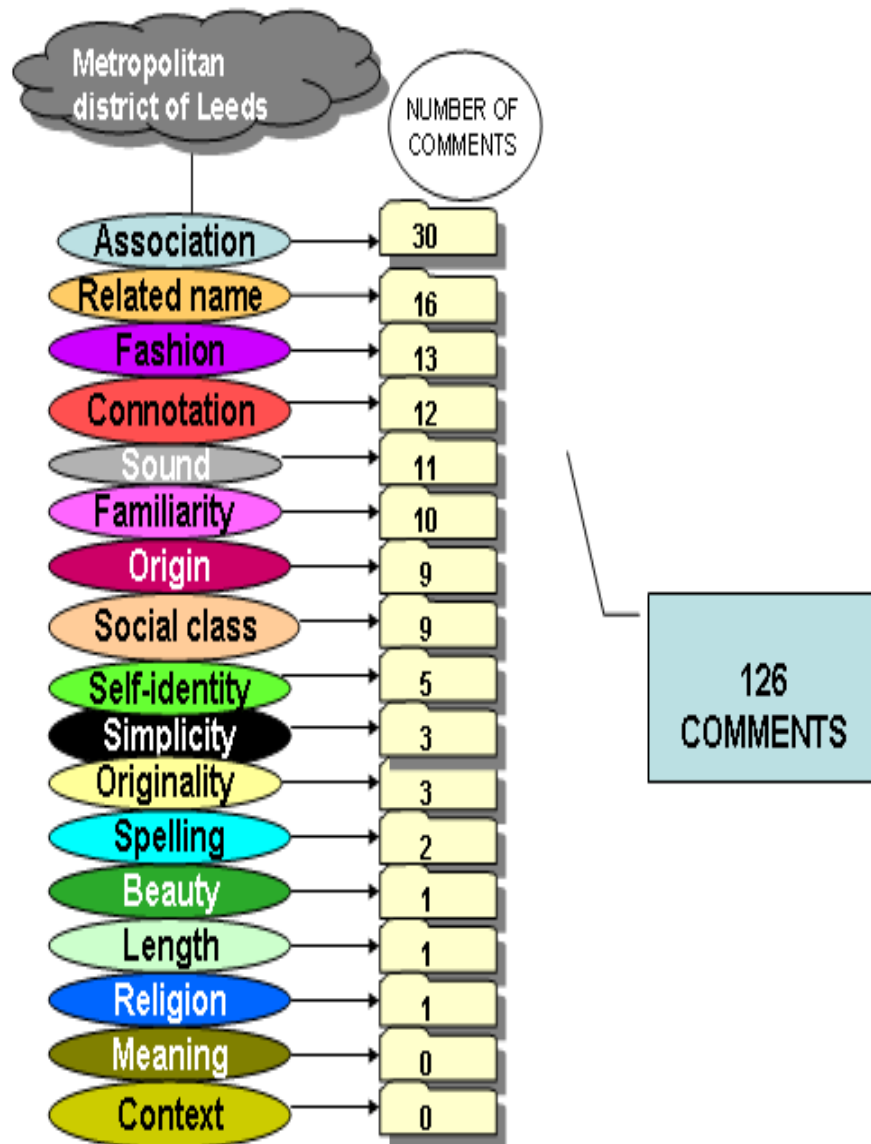 Metropolitan
district of Leeds
NUMBER OF
COMMENTS
Association 30
Related name 16
Fashion 13
Connotation 12
Sound 11
Familiarity 10
Origin 9
Social class 9
Self-identity 5
Simplicity 3
Originality 3
Spelling 2
Beauty 1
Length 1
Religion 1
Meaning 0
Context 0
126
COMMENTS